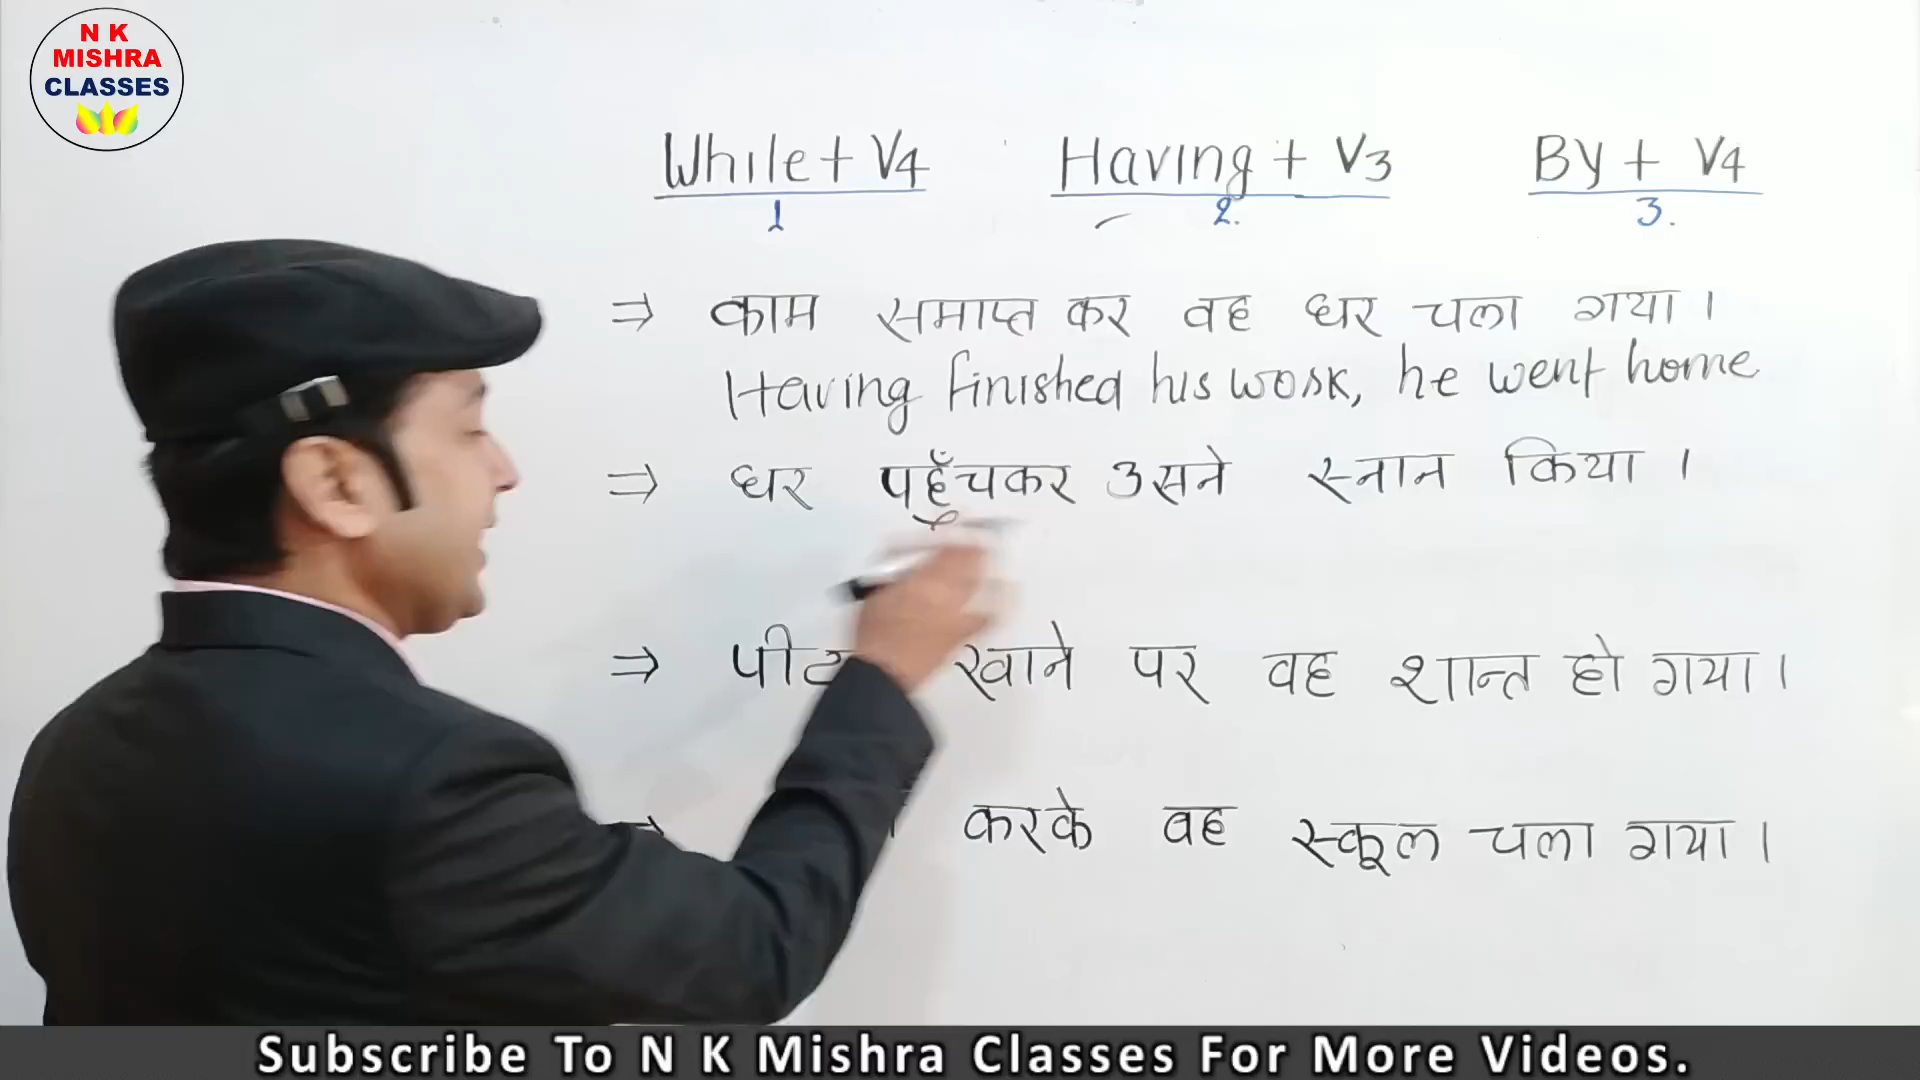 N K
MISHRA
CLASSES
While + V4 Having + V3 By + V4
1 2. 3.
⇒ काम समाप्त कर वह घर चला गया।
Having finished his work, he went home
⇒ घर पहुँचकर उसने स्नान किया।
⇒ खाने पर वह शान्त हो गया।
करके वह स्कूल चला गया।
Subscribe To N K Mishra Classes For More Videos.